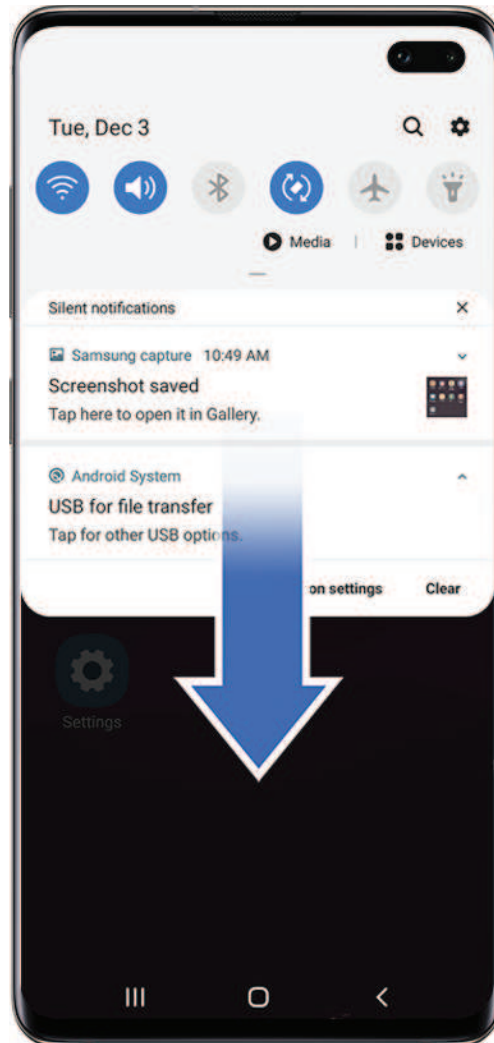 Tue, Dec 3
Media | Devices
Silent notifications
Samsung capture 10:49 AM
Screenshot saved
Tap here to open it in Gallery.
Android System
USB for file transfer
Tap for other USB options.
on settings Clear
Settings